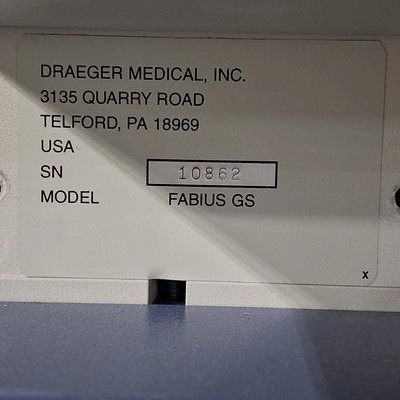 DRAEGER MEDICAL, INC.
3135 QUARRY ROAD
TELFORD, PA 18969
USA
SN 10862
MODEL FABIUS GS
x